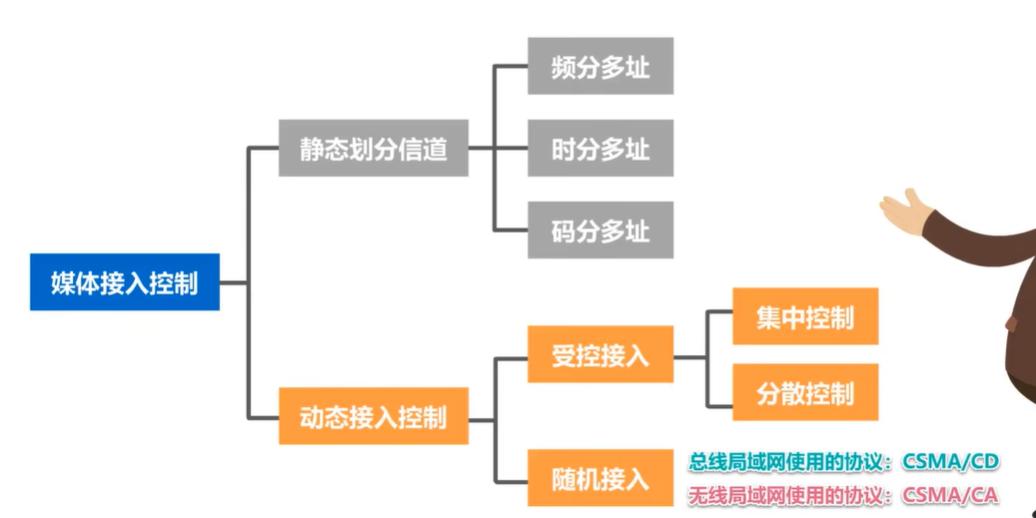 频分多址
静态划分信道
时分多址
码分多址
媒体接入控制
集中控制
受控接入
分散控制
动态接入控制
随机接入
总线局域网使用的协议：CSMA/CD
无线局域网使用的协议：CSMA/CA